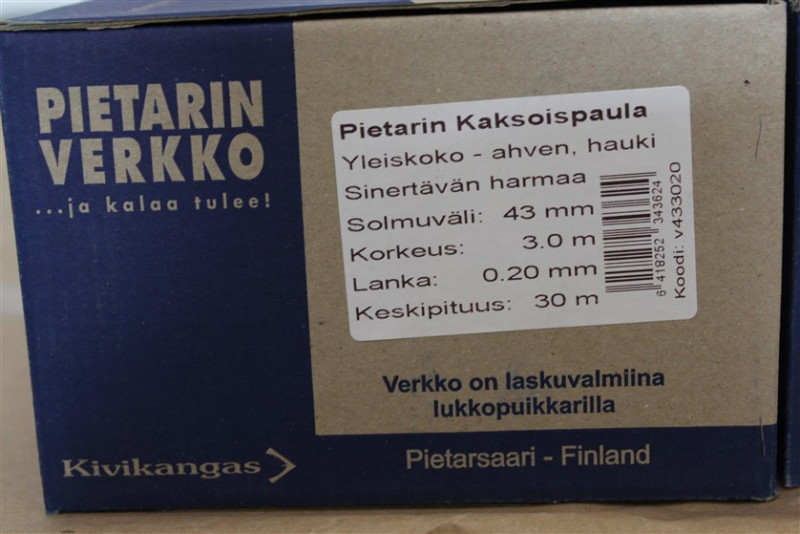 PIETARIN
VERKKO
...ja kalaa tulee!
Pietarin Kaksoispaula
Yleiskoko - ahven, hauki
Sinertävän harmaa
Solmuväli: 43 mm
Korkeus: 3.0 m
Lanka: 0.20 mm
Keskipituus: 30 m
6 418252 343624
Koodi: v433020
Verkko on laskuvalmiina
lukkopuikkarilla
Kivikangas
Pietarsaari - Finland